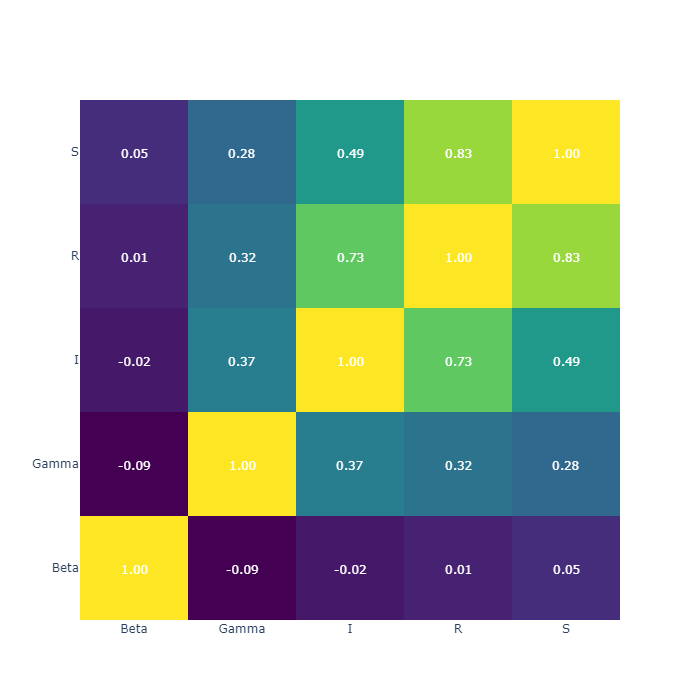 S 0.05 0.28 0.49 0.83 1.00
R 0.01 0.32 0.73 1.00 0.83
I -0.02 0.37 1.00 0.73 0.49
Gamma -0.09 1.00 0.37 0.32 0.28
Beta 1.00 -0.09 -0.02 0.01 0.05
Beta Gamma I R S